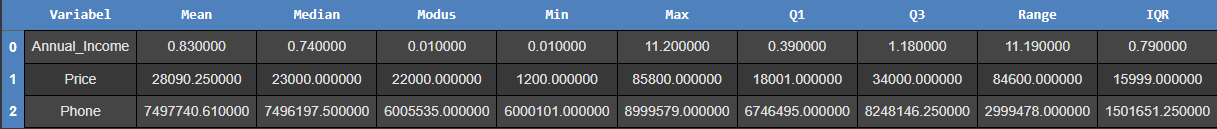 Variabel Mean Median Modus Min Max Q1 Q3 Range IQR
0 Annual_Income 0.830000 0.740000 0.010000 0.010000 11.200000 0.390000 1.180000 11.190000 0.790000
1 Price 28090.250000 23000.000000 22000.000000 1200.000000 85800.000000 18001.000000 34000.000000 84600.000000 15999.000000
2 Phone 7497740.610000 7496197.500000 6005535.000000 6000101.000000 8999579.000000 6746495.000000 8248146.250000 2999478.000000 1501651.250000